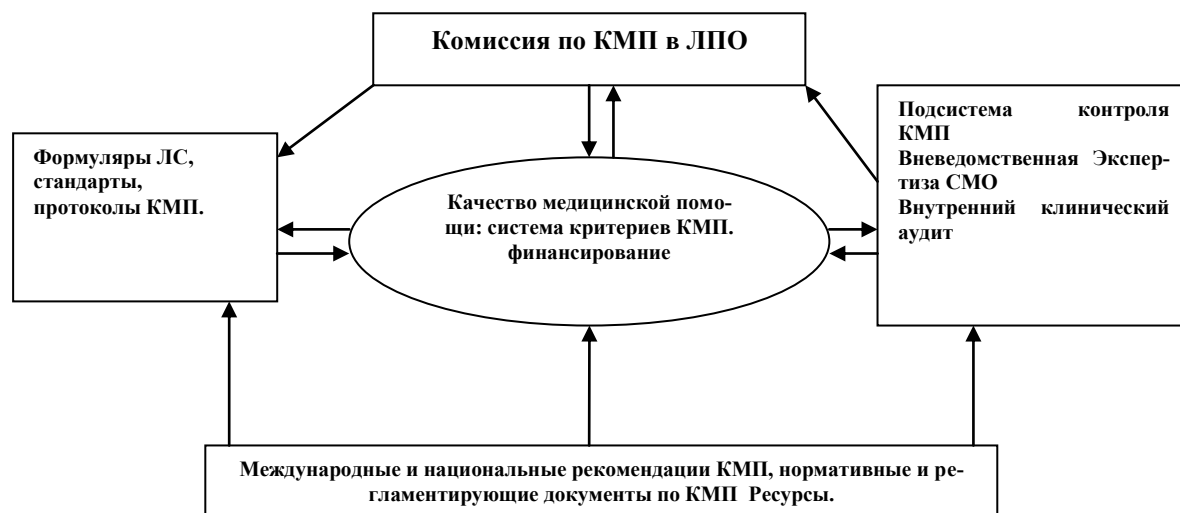 Комиссия по КМП в ЛПО
Формуляры ЛС,
стандарты,
протоколы КМП.
Качество медицинской помо-
щи: система критериев КМП.
финансирование
Подсистема контроля
КМП
Вневедомственная Экспер-
тиза СМО
Внутренний клинический
аудит
Международные и национальные рекомендации КМП, нормативные и ре-
гламентирующие документы по КМП Ресурсы.